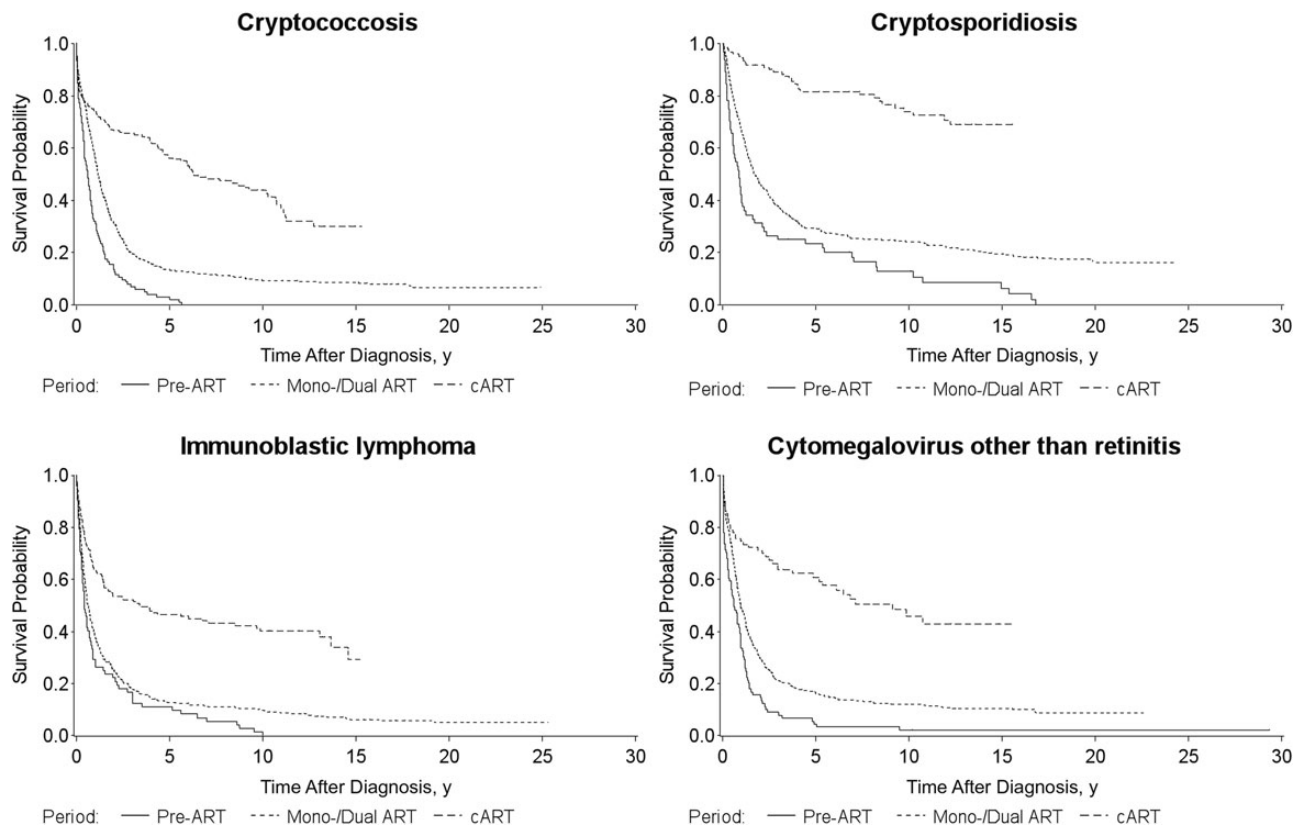 Cryptococcosis
1.0
0.8
0.6
0.4
0.2
0.0
Survival Probability
0 5 10 15 20 25 30
Time After Diagnosis, y
Period: Pre-ART Mono-/Dual ART cART
Cryptosporidiosis
1.0
0.8
0.6
0.4
0.2
0.0
Survival Probability
0 5 10 15 20 25 30
Time After Diagnosis, y
Period: Pre-ART Mono-/Dual ART cART
Immunoblastic lymphoma
1.0
0.8
0.6
0.4
0.2
0.0
Survival Probability
0 5 10 15 20 25 30
Time After Diagnosis, y
Period: Pre-ART Mono-/Dual ART cART
Cytomegalovirus other than retinitis
1.0
0.8
0.6
0.4
0.2
0.0
Survival Probability
0 5 10 15 20 25 30
Time After Diagnosis, y
Period: Pre-ART Mono-/Dual ART cART